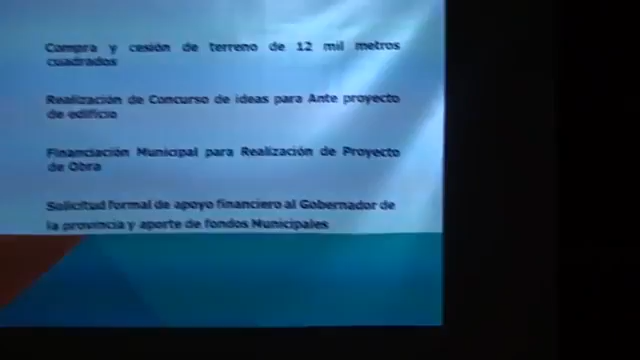 Compra y cesión de terreno de 12 mil metros
cuadrados
Realización de Concurso de ideas para Ante proyecto
de edificio
Financiación Municipal para Realización de Proyecto
de Obra
Solicitud formal de apoyo financiero al Gobernador de
la provincia y aporte de fondos Municipales